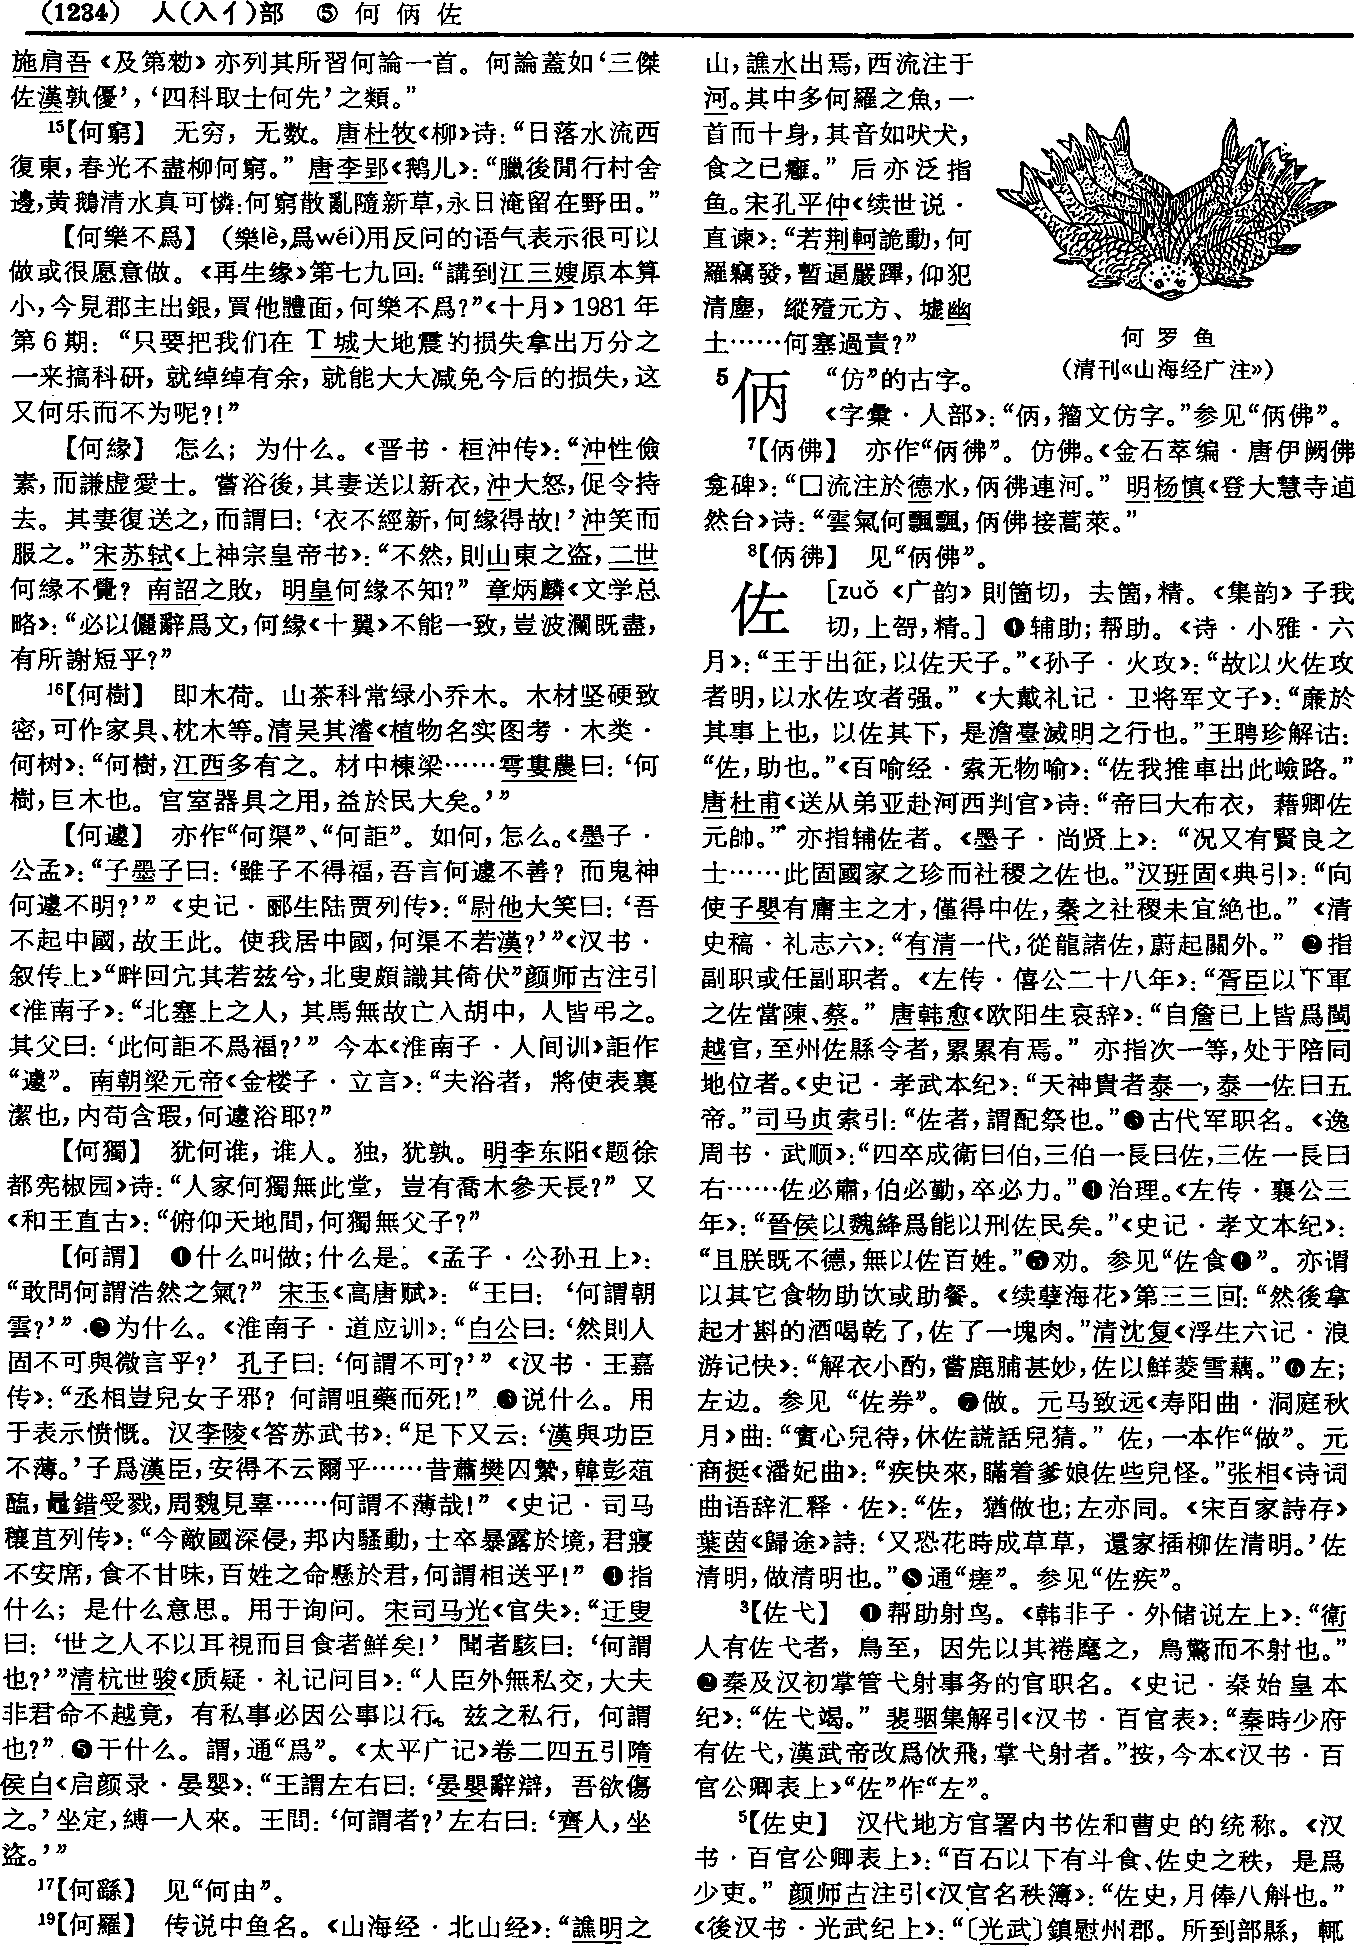 (1234) 人(入亻)部 ⑤ 何 㑂 佐
施肩吾《及第勑》亦列其所習何論一首。何論蓋如‘三傑
佐漢孰優’，‘四科取士何先’之類。”
15【何窮】 无穷，无数。唐杜牧《柳》诗：“日落水流西
復東，春光不盡柳何窮。”唐李郢《鹅儿》：“臘後閒行村舍
邊，黄鵝清水真可憐；何窮散亂隨新草，永日淹留在野田。”
【何樂不爲】 (樂lè，爲wéi)用反问的语气表示很可以
做或很愿意做。《再生缘》第七九回：“講到江三嫂原本算
小，今見郡主出銀，買他體面，何樂不爲？”《十月》1981年
第6期：“只要把我们在T城大地震的损失拿出万分之
一来搞科研，就绰绰有余，就能大大减免今后的损失，这
又何乐而不为呢？！”
【何緣】 怎么；为什么。《晋书·桓沖传》：“沖性儉
素，而謙虚愛士。嘗浴後，其妻送以新衣，沖大怒，促令持
去。其妻復送之，而謂曰：‘衣不經新，何緣得故！’沖笑而
服之。”宋苏轼《上神宗皇帝书》：“不然，則山東之盗，二世
何緣不覺？南詔之敗，明皇何緣不知？”章炳麟《文学总
略》：“必以儷辭爲文，何緣《十翼》不能一致，豈波瀾既盡，
有所謝短乎？”
16【何樹】 即木荷。山茶科常绿小乔木。木材坚硬致
密，可作家具、枕木等。清吴其濬《植物名实图考·木类·
何树》：“何樹，江西多有之。材中棟梁……雩婁農曰：‘何
樹，巨木也。宫室器具之用，益於民大矣。’”
【何遽】 亦作“何渠”、“何詎”。如何，怎么。《墨子·
公孟》：“子墨子曰：‘雖子不得福，吾言何遽不善？而鬼神
何遽不明？’”《史记·郦生陆贾列传》：“尉他大笑曰：‘吾
不起中國，故王此。使我居中國，何渠不若漢？’”《汉书·
叙传上》“畔回宂其若兹兮，北叟頗識其倚伏”颜师古注引
《淮南子》：“北塞上之人，其馬無故亡入胡中，人皆弔之。
其父曰：‘此何詎不爲福？’”今本《淮南子·人间训》詎作
“遽”。南朝梁元帝《金楼子·立言》：“夫浴者，將使表裏
潔也，内苟含瑕，何遽浴耶？”
【何獨】 犹何谁，谁人。独，犹孰。明李东阳《题徐
都宪椒园》诗：“人家何獨無此堂，豈有喬木參天長？”又
《和王直古》：“俯仰天地間，何獨無父子？”
【何謂】 ❶什么叫做；什么是。《孟子·公孙丑上》：
“敢問何謂浩然之氣？”宋玉《高唐赋》：“王曰：‘何謂朝
雲？’”❷为什么。《淮南子·道应训》：“白公曰：‘然則人
固不可與微言乎？’孔子曰：‘何謂不可？’”《汉书·王嘉
传》：“丞相豈兒女子邪？何謂咀藥而死！”❸说什么。用
于表示愤慨。汉李陵《答苏武书》：“足下又云：‘漢與功臣
不薄。’子爲漢臣，安得不云爾乎……昔蕭樊囚縶，韓彭葅
醢，鼂錯受戮，周魏見辜……何謂不薄哉！”《史记·司马
穰苴列传》：“今敵國深侵，邦内騷動，士卒暴露於境，君寢
不安席，食不甘味，百姓之命懸於君，何謂相送乎！”❹指
什么；是什么意思。用于询问。宋司马光《官失》：“迂叟
曰：‘世之人不以耳視而目食者鮮矣！’聞者駭曰：‘何謂
也？’”清杭世骏《质疑·礼记问目》：“人臣外無私交，大夫
非君命不越竟，有私事必因公事以行。兹之私行，何謂
也？”❺干什么。謂，通“爲”。《太平广记》卷二四五引隋
侯白《启颜录·晏婴》：“王謂左右曰：‘晏嬰辭辯，吾欲傷
之。’坐定，縛一人來。王問：‘何謂者？’左右曰：‘齊人，坐
盗。’”
17【何繇】 见“何由”。
19【何羅】 传说中鱼名。《山海经·北山经》：“譙明之
山，譙水出焉，西流注于
河。其中多何羅之魚，一
首而十身，其音如吠犬，
食之已癰。”后亦泛指
鱼。宋孔平仲《续世说·
直谏》：“若荆軻詭動，何
羅竊發，暫逼嚴蹕，仰犯
清塵，縱殪元方、墟幽
土……何塞過責？”
何罗鱼
(清刊《山海经广注》)
5 㑂 “仿”的古字。
《字彙·人部》：“㑂，籀文仿字。”参见“㑂佛”。
7【㑂佛】 亦作“㑂彿”。仿佛。《金石萃编·唐伊阙佛
龛碑》：“囗流注於德水，㑂彿連河。”明杨慎《登大慧寺逌
然台》诗：“雲氣何飄飄，㑂佛接蒿萊。”
8【㑂彿】 见“㑂佛”。
佐 [zuǒ《广韵》則箇切，去箇，精。《集韵》子我
切，上哿，精。] ❶辅助；帮助。《诗·小雅·六
月》：“王于出征，以佐天子。”《孙子·火攻》：“故以火佐攻
者明，以水佐攻者强。”《大戴礼记·卫将军文子》：“廉於
其事上也，以佐其下，是澹臺滅明之行也。”王聘珍解诂：
“佐，助也。”《百喻经·索无物喻》：“佐我推車出此嶮路。”
唐杜甫《送从弟亚赴河西判官》诗：“帝曰大布衣，藉卿佐
元帥。”亦指辅佐者。《墨子·尚贤上》：“况又有賢良之
士……此固國家之珍而社稷之佐也。”汉班固《典引》：“向
使子嬰有庸主之才，僅得中佐，秦之社稷未宜絶也。”《清
史稿·礼志六》：“有清一代，從龍諸佐，蔚起關外。”❷指
副职或任副职者。《左传·僖公二十八年》：“胥臣以下軍
之佐當陳、蔡。”唐韩愈《欧阳生哀辞》：“自詹已上皆爲閩
越官，至州佐縣令者，累累有焉。”亦指次一等，处于陪同
地位者。《史记·孝武本纪》：“天神貴者泰一，泰一佐曰五
帝。”司马贞索引：“佐者，謂配祭也。”❸古代军职名。《逸
周书·武顺》：“四卒成衛曰伯，三伯一長曰佐，三佐一長曰
右……佐必肅，伯必勤，卒必力。”❹治理。《左传·襄公三
年》：“晉侯以魏絳爲能以刑佐民矣。”《史记·孝文本纪》：
“且朕既不德，無以佐百姓。”❺劝。参见“佐食❶”。亦谓
以其它食物助饮或助餐。《续孽海花》第三三回：“然後拿
起才斟的酒喝乾了，佐了一塊肉。”清沈复《浮生六记·浪
游记快》：“解衣小酌，嘗鹿脯甚妙，佐以鮮菱雪藕。”❻左；
左边。参见“佐券”。❼做。元马致远《寿阳曲·洞庭秋
月》曲：“實心兒待，休佐謊話兒猜。”佐，一本作“做”。元
商挺《潘妃曲》：“疾快來，瞞着爹娘佐些兒怪。”张相《诗词
曲语辞汇释·佐》：“佐，猶做也；左亦同。《宋百家詩存》
葉茵《歸途》詩：‘又恐花時成草草，還家插柳佐清明。’佐
清明，做清明也。”❽通“痤”。参见“佐疾”。
3【佐弋】 ❶帮助射鸟。《韩非子·外储说左上》：“衛
人有佐弋者，鳥至，因先以其裷麾之，鳥驚而不射也。”
❷秦及汉初掌管弋射事务的官职名。《史记·秦始皇本
纪》：“佐弋竭。”裴骃集解引《汉书·百官表》：“秦時少府
有佐弋，漢武帝改爲佽飛，掌弋射者。”按，今本《汉书·百
官公卿表上》“佐”作“左”。
5【佐史】 汉代地方官署内书佐和曹史的统称。《汉
书·百官公卿表上》：“百石以下有斗食、佐史之秩，是爲
少吏。”颜师古注引《汉官名秩簿》：“佐史，月俸八斛也。”
《後汉书·光武纪上》：“〔光武〕鎮慰州郡。所到部縣，輒